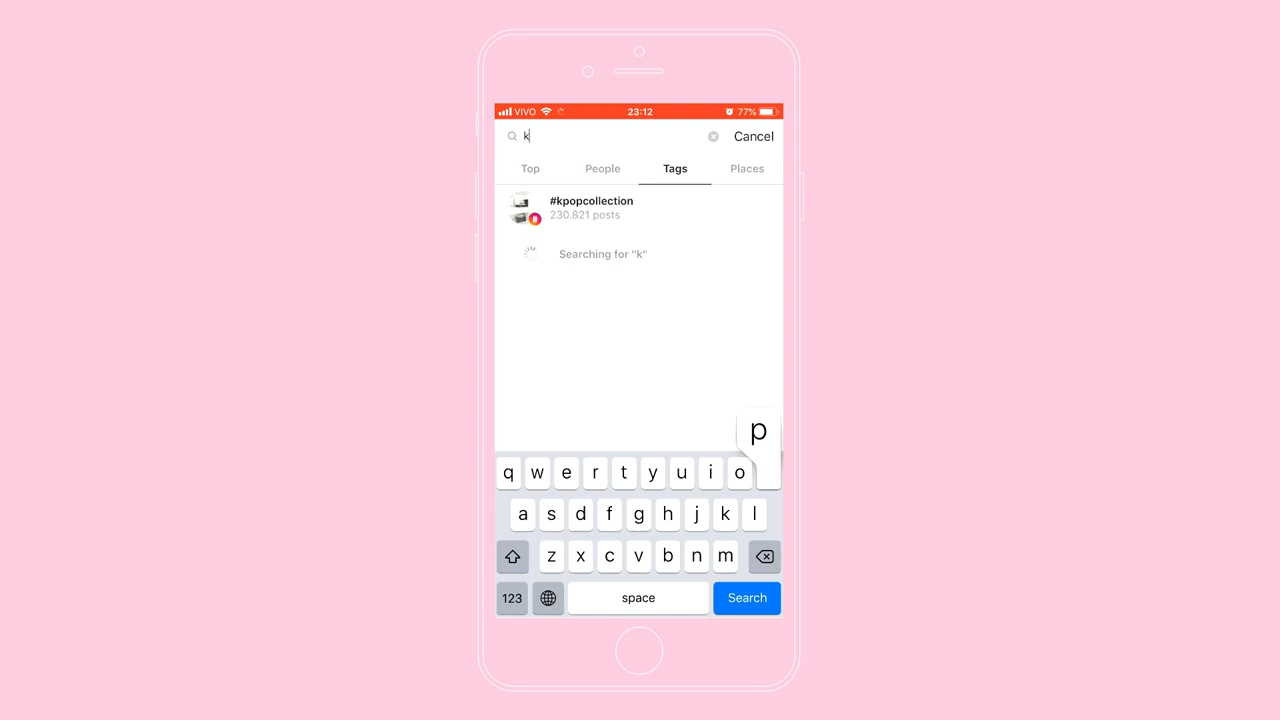 VIVO 23:12 77%
k Cancel
Top People Tags Places
#kpopcollection
230.821 posts
Searching for "k"
p
q w e r t y u i o
a s d f g h j k l
z x c v b n m
123 space Search